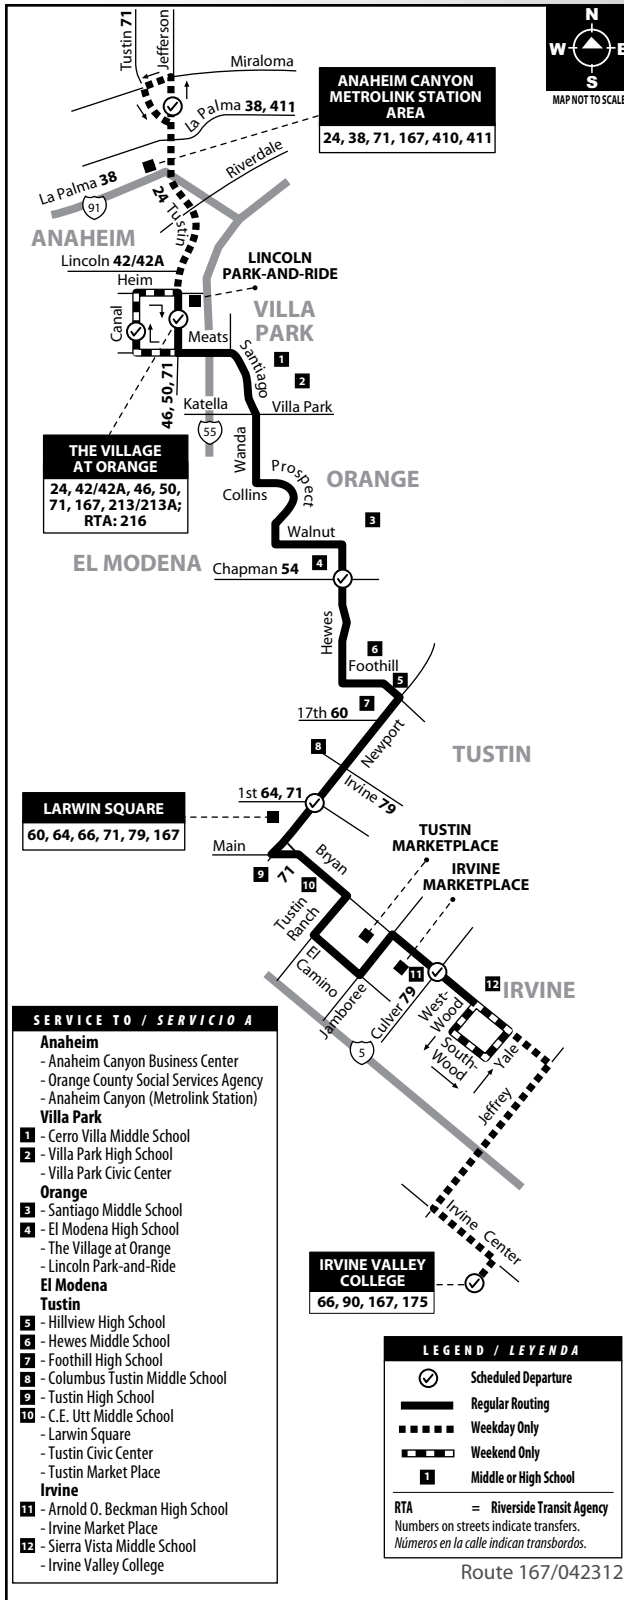 Tustin 71
Jefferson
Miraloma
N
W E
S
MAP NOT TO SCALE
ANAHEIM CANYON
METROLINK STATION
AREA
24, 38, 71, 167, 410, 411
La Palma 38, 411
Riverdale
La Palma 38
91
24
Tustin
ANAHEIM
Lincoln 42/42A
Heim
LINCOLN
PARK-AND-RIDE
Canal
VILLA
PARK
Meats
Santiago
1
2
46, 50, 71
Katella
Villa Park
55
THE VILLAGE
AT ORANGE
24, 42/42A, 46, 50,
71, 167, 213/213A;
RTA: 216
Wanda
Prospect
Collins
ORANGE
3
Walnut
EL MODENA
4
Chapman 54
Hewes
6
Foothill
5
7
17th 60
Newport
8
TUSTIN
Irvine 79
1st 64, 71
LARWIN SQUARE
60, 64, 66, 71, 79, 167
TUSTIN
MARKETPLACE
Main
Bryan
IRVINE
MARKETPLACE
9
71
10
Tustin
Ranch
El
Camino
Jamboree
11
Culver 79
12
IRVINE
West-
Wood
South-
Wood
Yale
5
Jeffrey
Irvine Center
IRVINE VALLEY
COLLEGE
66, 90, 167, 175
SERVICE TO / SERVICIO A
Anaheim
- Anaheim Canyon Business Center
- Orange County Social Services Agency
- Anaheim Canyon (Metrolink Station)
Villa Park
1 - Cerro Villa Middle School
2 - Villa Park High School
- Villa Park Civic Center
Orange
3 - Santiago Middle School
4 - El Modena High School
- The Village at Orange
- Lincoln Park-and-Ride
El Modena
Tustin
5 - Hillview High School
6 - Hewes Middle School
7 - Foothill High School
8 - Columbus Tustin Middle School
9 - Tustin High School
10 - C.E. Utt Middle School
- Larwin Square
- Tustin Civic Center
- Tustin Market Place
Irvine
11 - Arnold O. Beckman High School
- Irvine Market Place
12 - Sierra Vista Middle School
- Irvine Valley College
LEGEND / LEYENDA
Scheduled Departure
Regular Routing
Weekday Only
Weekend Only
1 Middle or High School
RTA = Riverside Transit Agency
Numbers on streets indicate transfers.
Números en la calle indican transbordos.
Route 167/042312